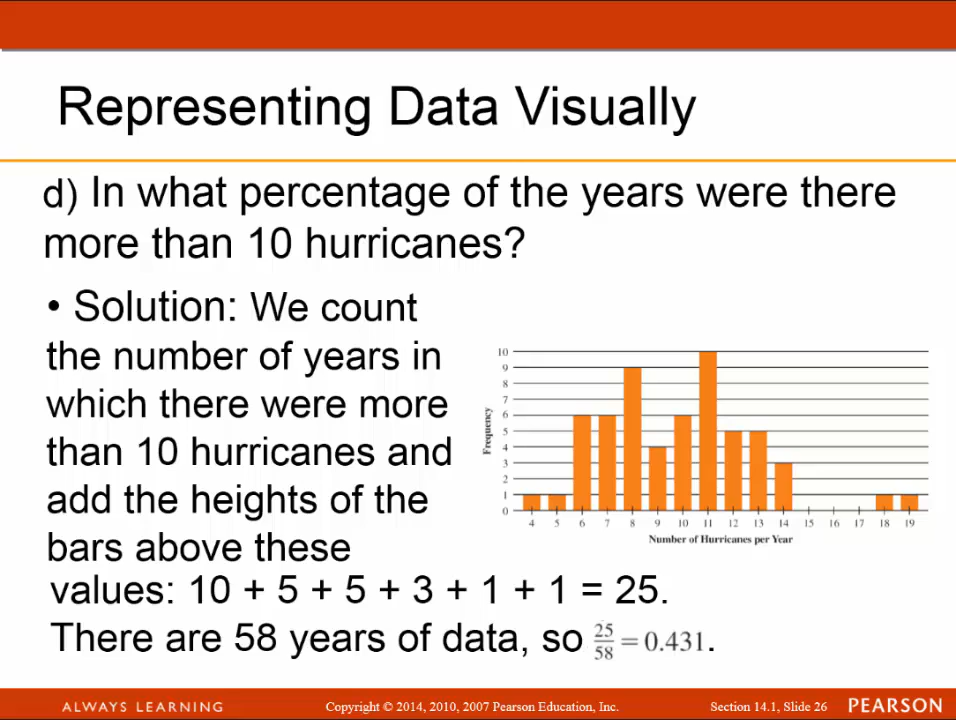 Representing Data Visually
d) In what percentage of the years were there
more than 10 hurricanes?
• Solution: We count
the number of years in
which there were more
than 10 hurricanes and
add the heights of the
bars above these
values: 10 + 5 + 5 + 3 + 1 + 1 = 25.
There are 58 years of data, so 25/58 = 0.431.
Frequency
10
9
8
7
6
5
4
3
2
1
0
4 5 6 7 8 9 10 11 12 13 14 15 16 17 18 19
Number of Hurricanes per Year
ALWAYS LEARNING
Copyright © 2014, 2010, 2007 Pearson Education, Inc.
Section 14.1, Slide 26
PEARSON